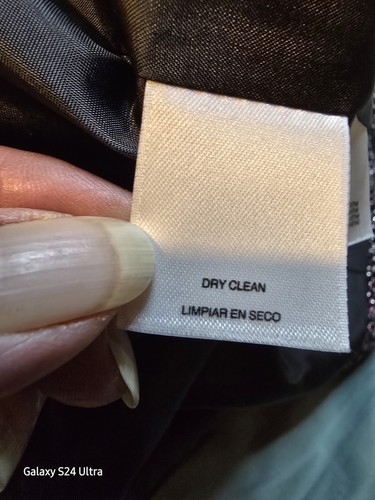 DRY CLEAN
LIMPIAR EN SECO
Galaxy S24 Ultra